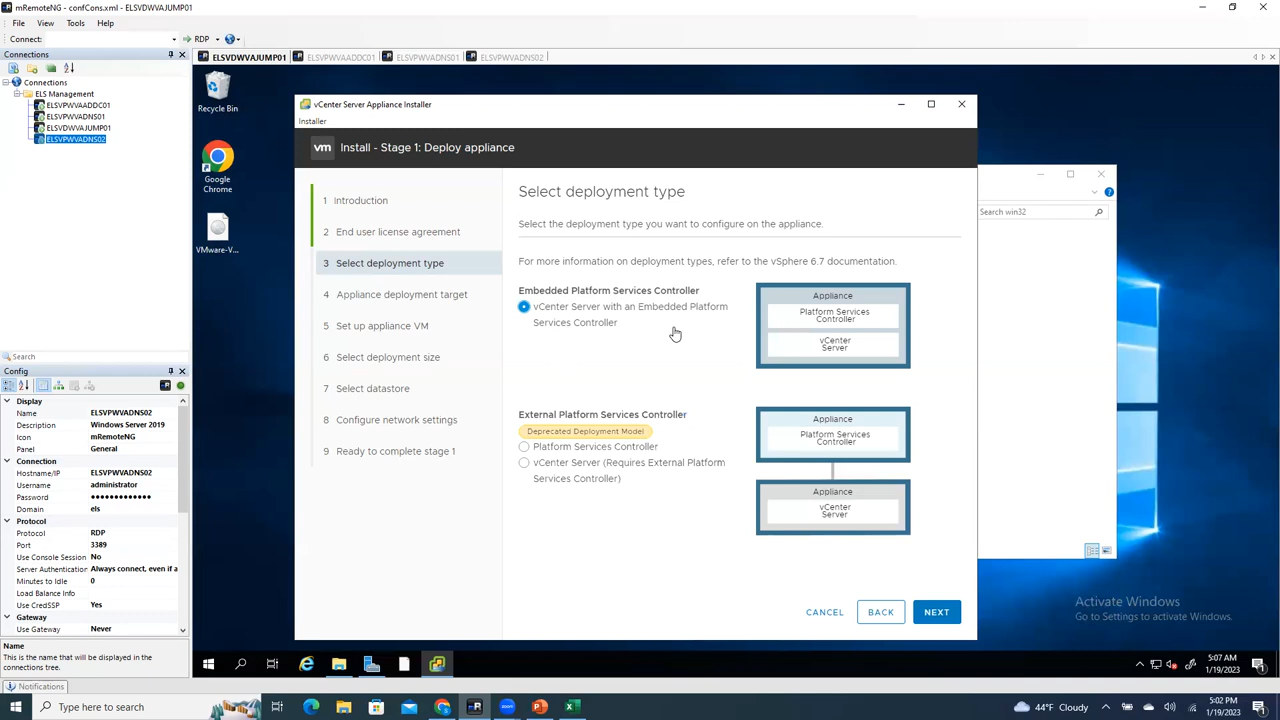 mRemoteNG - confCons.xml - ELSVDWVAJUMP01
File View Tools Help
Connect: RDP
Connections
Connections
ELS Management
ELSVPWVAADDC01
ELSVPWVADNS01
ELSVDWVAJUMP01
ELSVPWVADNS02
Search
Config
Display
Name ELSVPWVADNS02
Description Windows Server 2019
Icon mRemoteNG
Panel General
Connection
Hostname/IP ELSVPWVADNS02
Username administrator
Password ●●●●●●●●●●●●●
Domain els
Protocol
Protocol RDP
Port 3389
Use Console Session No
Server Authentication Always connect, even if a
Minutes to Idle 0
Load Balance Info
Use CredSSP Yes
Gateway
Use Gateway Never
Name
This is the name that will be displayed in the
connections tree.
Notifications
ELSVDWVAJUMP01 ELSVPWVAADDC01 ELSVPWVADNS01 ELSVPWVADNS02
Recycle Bin
Google
Chrome
VMware-V...
vCenter Server Appliance Installer
Installer
vm Install - Stage 1: Deploy appliance
1 Introduction
2 End user license agreement
3 Select deployment type
4 Appliance deployment target
5 Set up appliance VM
6 Select deployment size
7 Select datastore
8 Configure network settings
9 Ready to complete stage 1
Select deployment type
Select the deployment type you want to configure on the appliance.
For more information on deployment types, refer to the vSphere 6.7 documentation.
Embedded Platform Services Controller
vCenter Server with an Embedded Platform
Services Controller
Appliance
Platform Services
Controller
vCenter
Server
External Platform Services Controller
Deprecated Deployment Model
Platform Services Controller
vCenter Server (Requires External Platform
Services Controller)
Appliance
Platform Services
Controller
Appliance
vCenter
Server
CANCEL BACK NEXT
Search win32
Activate Windows
Go to Settings to activate Windows.
5:07 AM
1/19/2023
Type here to search
44°F Cloudy
5:02 PM
1/19/2023